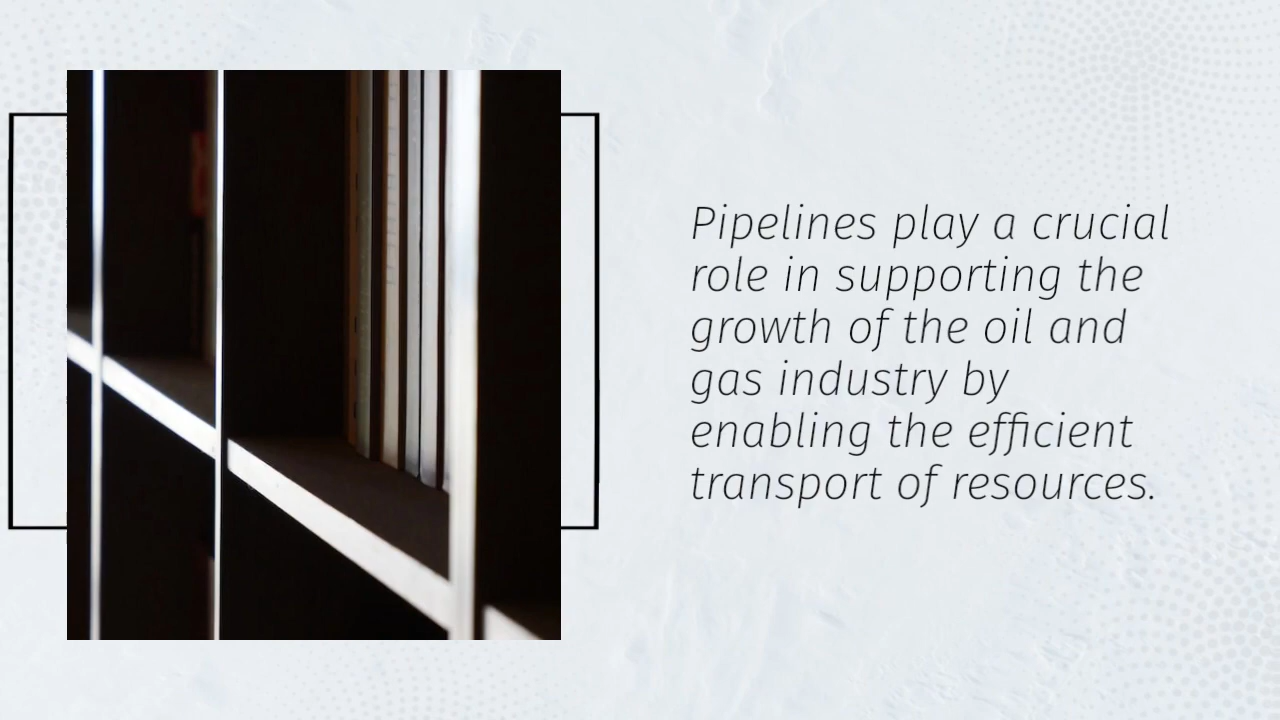 Pipelines play a crucial
role in supporting the
growth of the oil and
gas industry by
enabling the efficient
transport of resources.